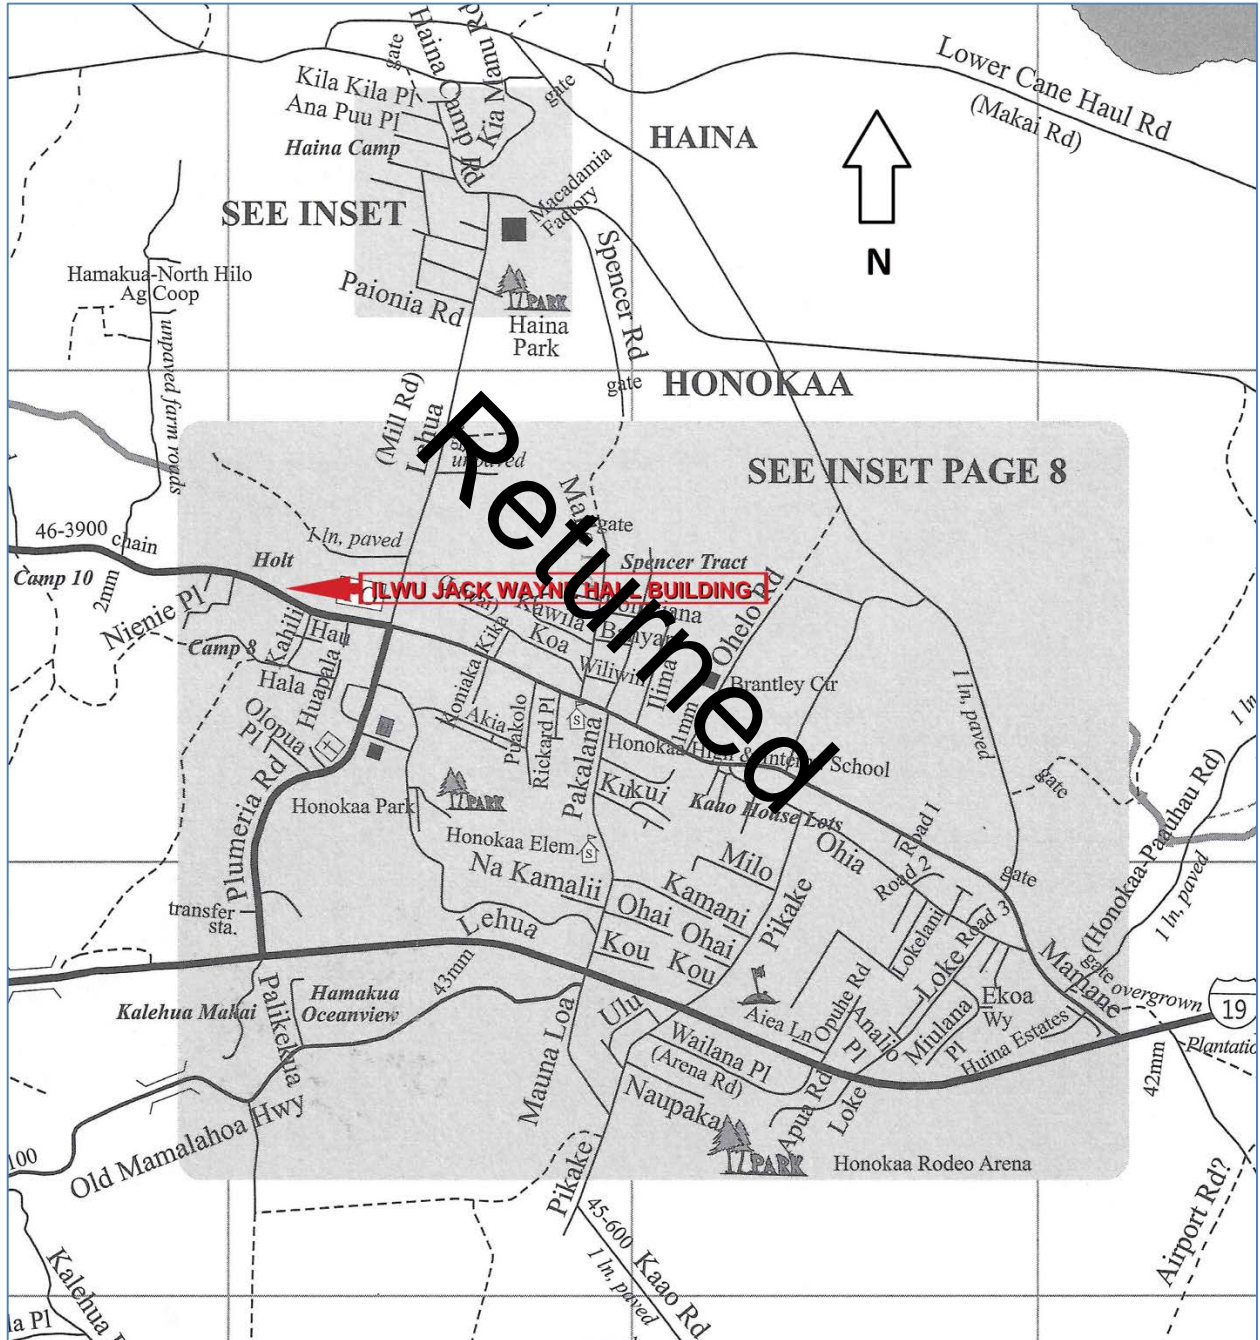 Haina Camp Rd
Kia Manu Rd
gate
Kila Kila Pl
Ana Puu Pl
Haina Camp
gate
HAINA
Lower Cane Haul Rd
(Makai Rd)
N
SEE INSET
Macadamia
Factory
Hamakua-North Hilo
Ag Coop
unpaved farm roads
Paionia Rd
PARK
Haina
Park
Spencer Rd
gate
HONOKAA
(Mill Rd)
Lehua
unpaved
SEE INSET PAGE 8
Returned
46-3900
chain
2mm
Camp 10
Holt
1 ln, paved
gate
Spencer Tract
ILWU JACK WAYNE HALL BUILDING
Nienie Pl
Camp 8
Kahili
Hau
Hala
Huapala
Olopua
Pl
Koniaka
Kika
Kawila
Koa
Wiliwili
Ilima
Ohelo Rd
Brantley Ctr
1mm
1 ln, paved
Akia
Puakolo
Rickard Pl
S
Pakalana
Honokaa High & Interm. School
Kukui
Kaao House Lots
Plumeria Rd
Honokaa Park
PARK
Honokaa Elem.
S
Na Kamalii
Lehua
Milo
Kamani
Ohai
Ohai
Kou
Kou
Pikake
Ohia
Road 1
Road 2
Road 3
Lokelani
Loke
gate
gate
(Honokaa-Paauhau Rd)
1 ln
1 ln, paved
Mamane
gate
overgrown
19
Plantatio
42mm
transfer
sta.
Kalehua Makai
Palikekua
Hamakua
Oceanview
43mm
Mauna Loa
Ulu
Wailana Pl
(Arena Rd)
Naupaka
Aiea Ln
Opuhe Rd
Analio
Pl
Miulana
Pl
Ekoa
Wy
Huina Estates
Apua Rd
Loke
PARK
Honokaa Rodeo Arena
100
Old Mamalahoa Hwy
Pikake
45-600
Kaao Rd
1 ln, paved
Airport Rd?
Kalehua
la Pl